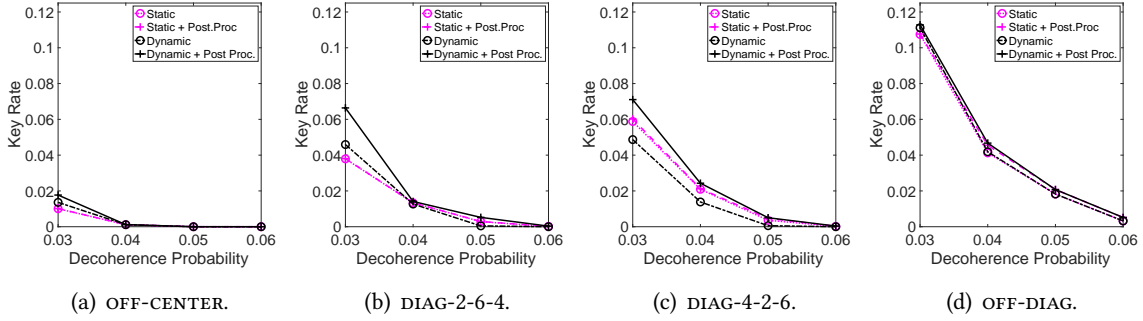 Key Rate
0.12
0.1
0.08
0.06
0.04
0.02
0
0.03 0.04 0.05 0.06
Decoherence Probability
Static
Static + Post.Proc
Dynamic
Dynamic + Post Proc.
(a) OFF-CENTER.
Key Rate
0.12
0.1
0.08
0.06
0.04
0.02
0
0.03 0.04 0.05 0.06
Decoherence Probability
Static
Static + Post.Proc
Dynamic
Dynamic + Post Proc.
(b) DIAG-2-6-4.
Key Rate
0.12
0.1
0.08
0.06
0.04
0.02
0
0.03 0.04 0.05 0.06
Decoherence Probability
Static
Static + Post.Proc
Dynamic
Dynamic + Post Proc.
(c) DIAG-4-2-6.
Key Rate
0.12
0.1
0.08
0.06
0.04
0.02
0
0.03 0.04 0.05 0.06
Decoherence Probability
Static
Static + Post.Proc
Dynamic
Dynamic + Post Proc.
(d) OFF-DIAG.